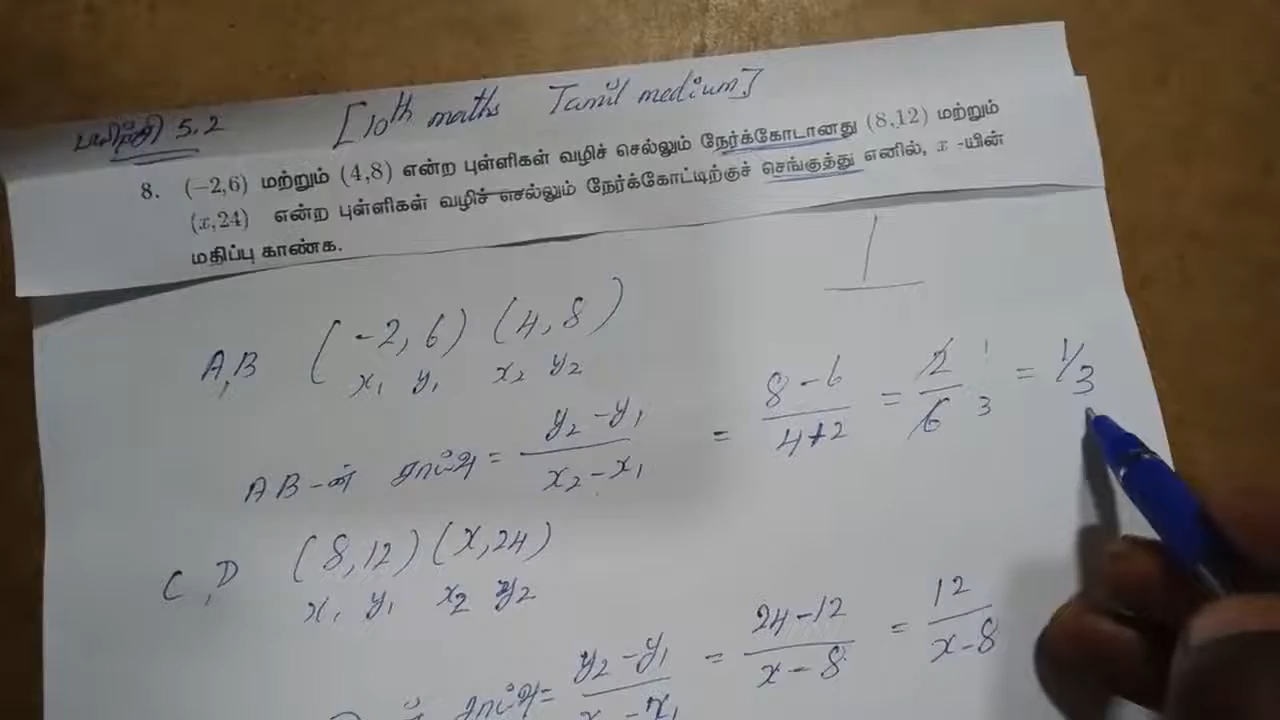 பயிற்சி 5.2 [10th maths Tamil medium]
8. (−2,6) மற்றும் (4,8) என்ற புள்ளிகள் வழிச் செல்லும் நேர்க்கோடானது (8,12) மற்றும்
(x,24) என்ற புள்ளிகள் வழிச் செல்லும் நேர்க்கோட்டிற்குச் செங்குத்து எனில், x -யின்
மதிப்பு காண்க.
A,B (-2, 6) (4, 8)
x₁ y₁ x₂ y₂
AB-ன் சாய்வு = y₂-y₁ / x₂-x₁ = 8-6 / 4+2 = 2/6 1/3 = 1/3
C,D (8,12) (x,24)
x₁ y₁ x₂ y₂
சாய்வு = y₂-y₁ / x₂-x₁ = 24-12 / x-8 = 12 / x-8